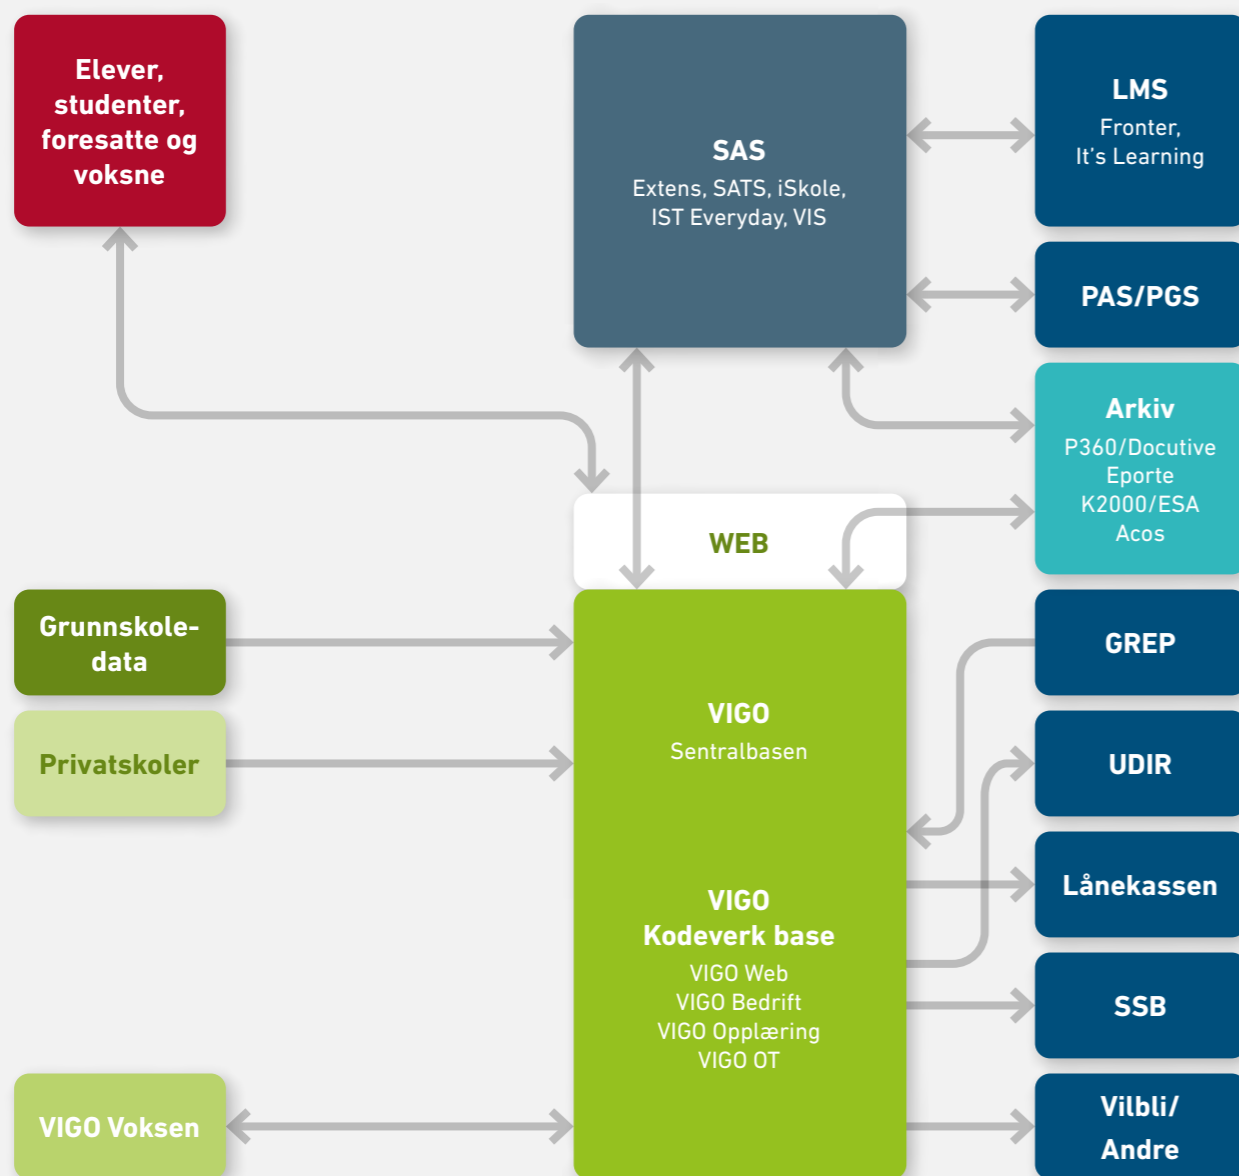 Elever,
studenter,
foresatte og
voksne
SAS
Extens, SATS, iSkole,
IST Everyday, VIS
LMS
Fronter,
It's Learning
PAS/PGS
Arkiv
P360/Docutive
Eporte
K2000/ESA
Acos
WEB
Grunnskole-
data
Privatskoler
VIGO Voksen
VIGO
Sentralbasen
VIGO
Kodeverk base
VIGO Web
VIGO Bedrift
VIGO Opplæring
VIGO OT
GREP
UDIR
Lånekassen
SSB
Vilbli/
Andre